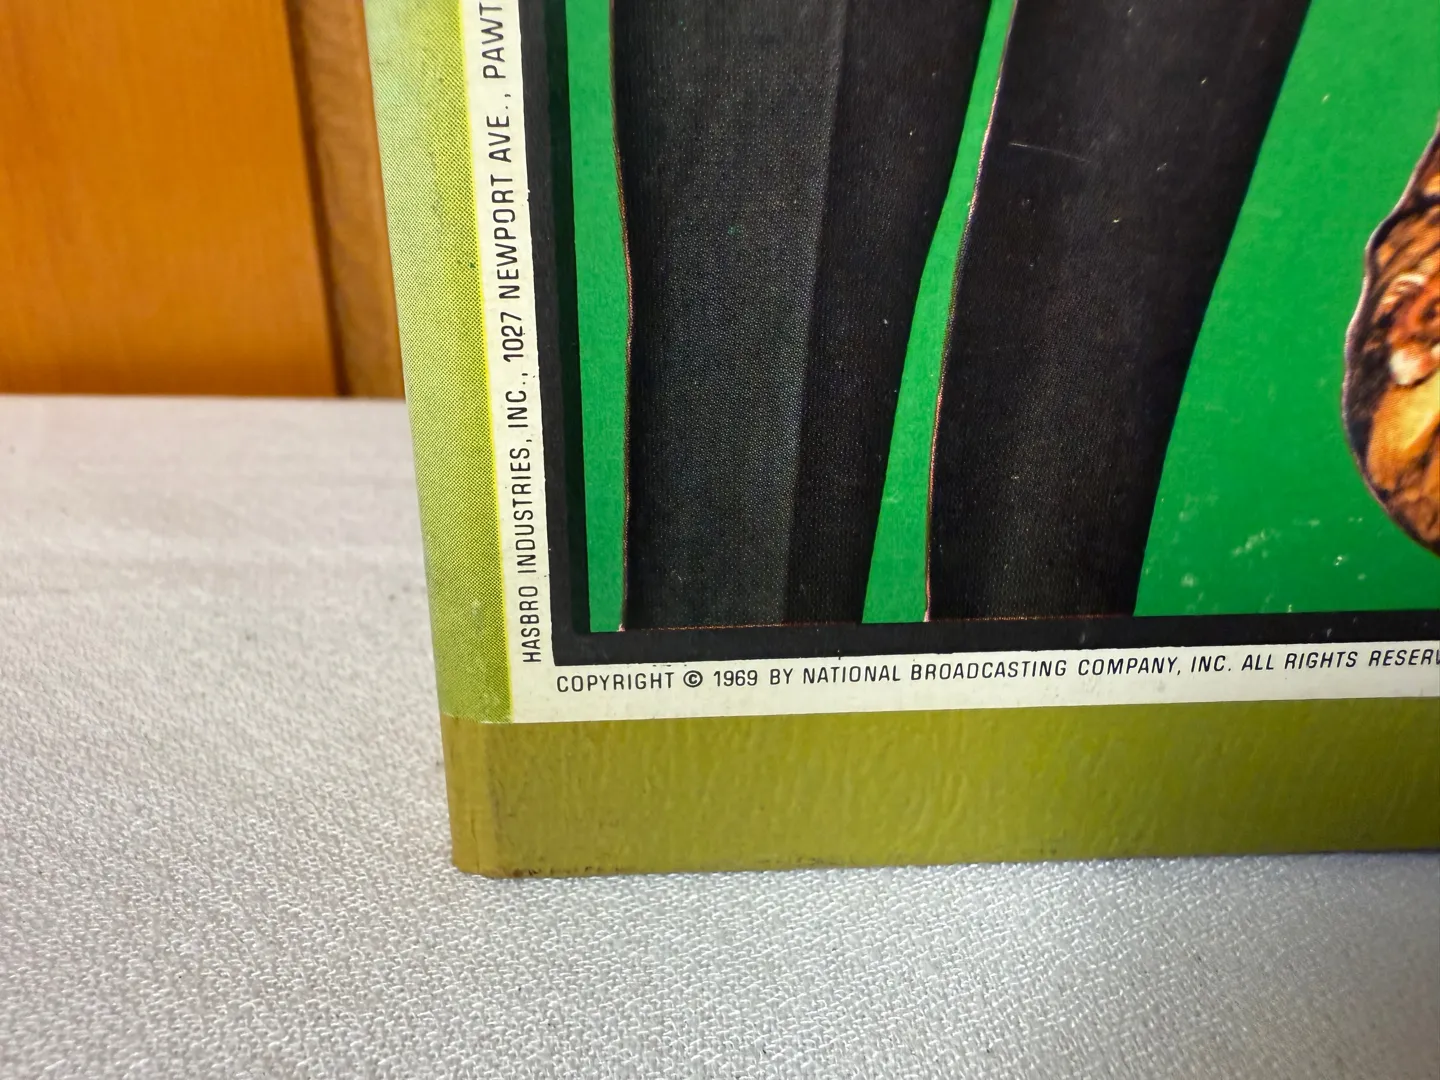 HASBRO INDUSTRIES, INC., 1027 NEWPORT AVE., PAWT
COPYRIGHT © 1969 BY NATIONAL BROADCASTING COMPANY, INC. ALL RIGHTS RESERV